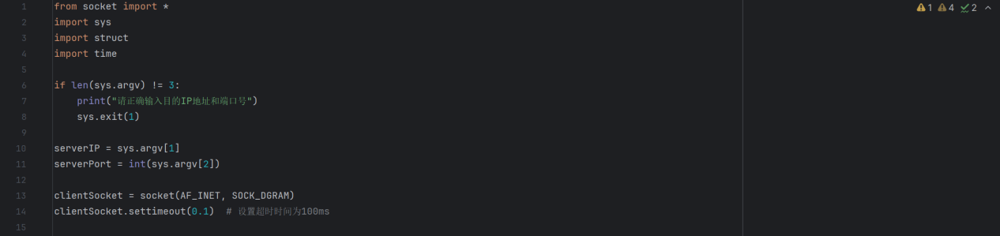 1 from socket import *
2 import sys
3 import struct
4 import time
5
6 if len(sys.argv) != 3:
7     print("请正确输入目的IP地址和端口号")
8     sys.exit(1)
9
10 serverIP = sys.argv[1]
11 serverPort = int(sys.argv[2])
12
13 clientSocket = socket(AF_INET, SOCK_DGRAM)
14 clientSocket.settimeout(0.1)  # 设置超时时间为100ms
15
1 4 2